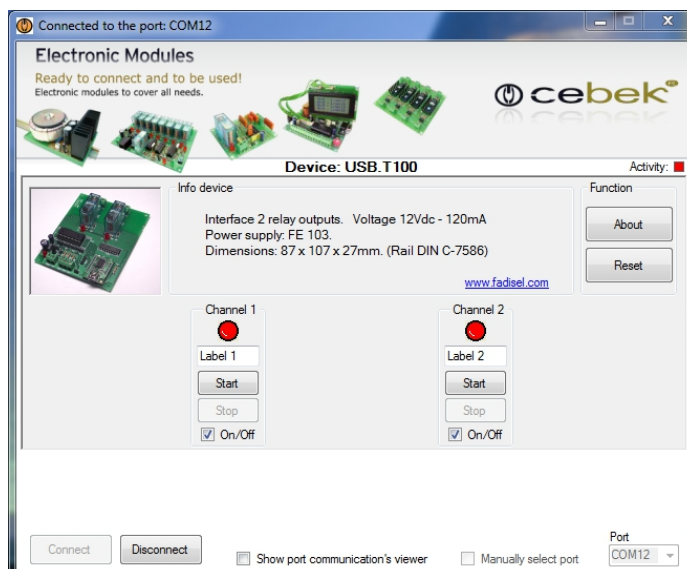 Connected to the port: COM12
Electronic Modules
Ready to connect and to be used!
Electronic modules to cover all needs.
cebek
Device: USB.T100
Activity:
Info device
Function
Interface 2 relay outputs. Voltage 12Vdc - 120mA
Power supply: FE 103.
Dimensions: 87 x 107 x 27mm. (Rail DIN C-7586)
www.fadisel.com
About
Reset
Channel 1
Channel 2
Label 1
Label 2
Start
Start
Stop
Stop
On/Off
On/Off
Connect
Disconnect
Show port communication's viewer
Manually select port
Port
COM12